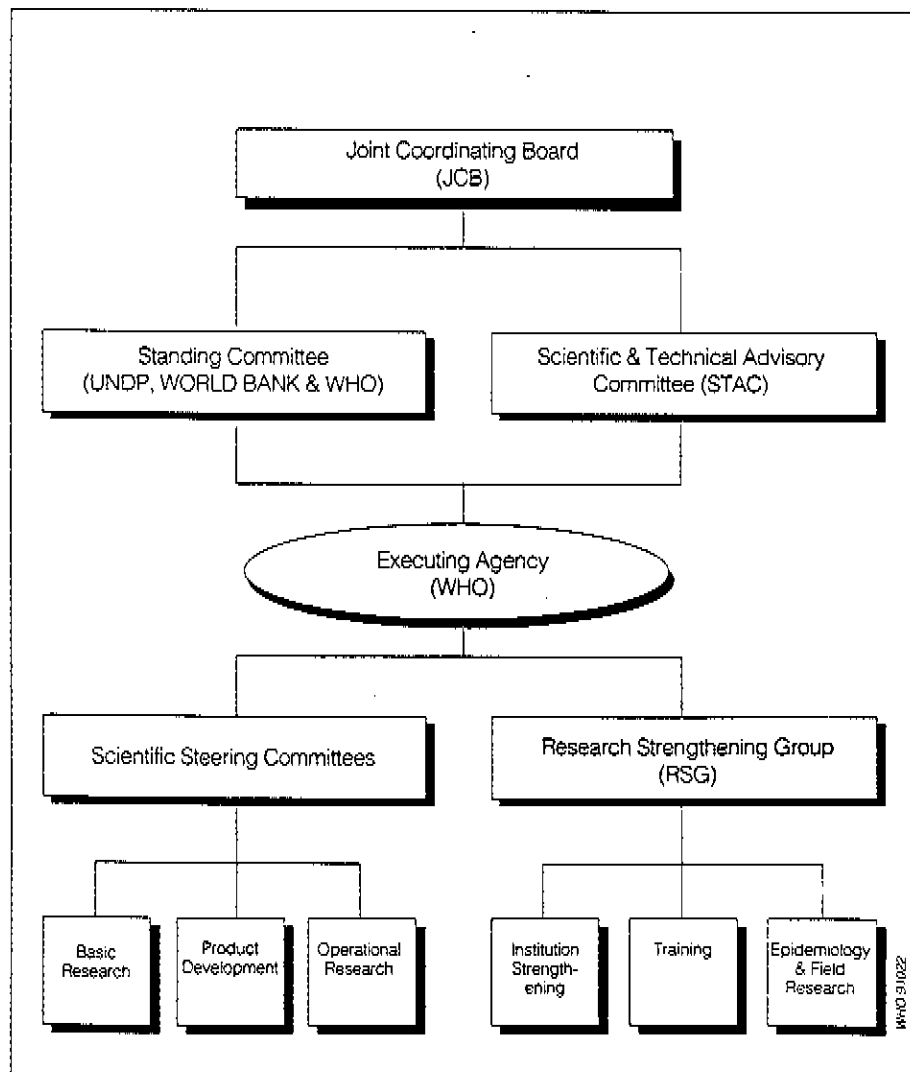 Joint Coordinating Board
(JCB)
Standing Committee
(UNDP, WORLD BANK & WHO)
Scientific & Technical Advisory
Committee (STAC)
Executing Agency
(WHO)
Scientific Steering Committees
Research Strengthening Group
(RSG)
Basic
Research
Product
Development
Operational
Research
Institution
Strength-
ening
Training
Epidemiology
& Field
Research
WHO 91022